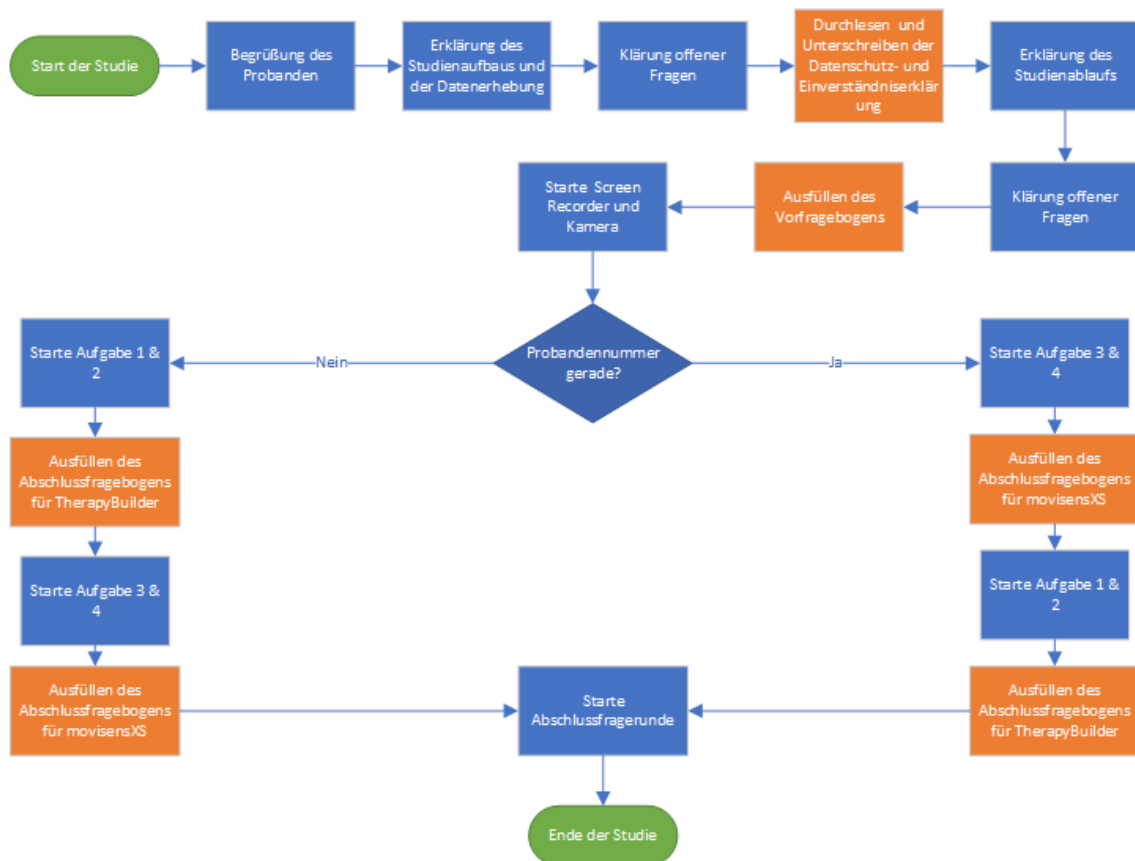 Start der Studie
Begrüßung des
Probanden
Erklärung des
Studienaufbaus und
der Datenerhebung
Klärung offener
Fragen
Durchlesen und
Unterschreiben der
Datenschutz- und
Einverständniserklär
ung
Erklärung des
Studienablaufs
Klärung offener
Fragen
Ausfüllen des
Vorfragebogens
Starte Screen
Recorder und
Kamera
Probandennummer
gerade?
Nein
Ja
Starte Aufgabe 1 &
2
Ausfüllen des
Abschlussfragebogens
für TherapyBuilder
Starte Aufgabe 3 &
4
Ausfüllen des
Abschlussfragebogens
für movisensXS
Starte Aufgabe 3 &
4
Ausfüllen des
Abschlussfragebogens
für movisensXS
Starte Aufgabe 1 &
2
Ausfüllen des
Abschlussfragebogens
für TherapyBuilder
Starte
Abschlussfragerunde
Ende der Studie